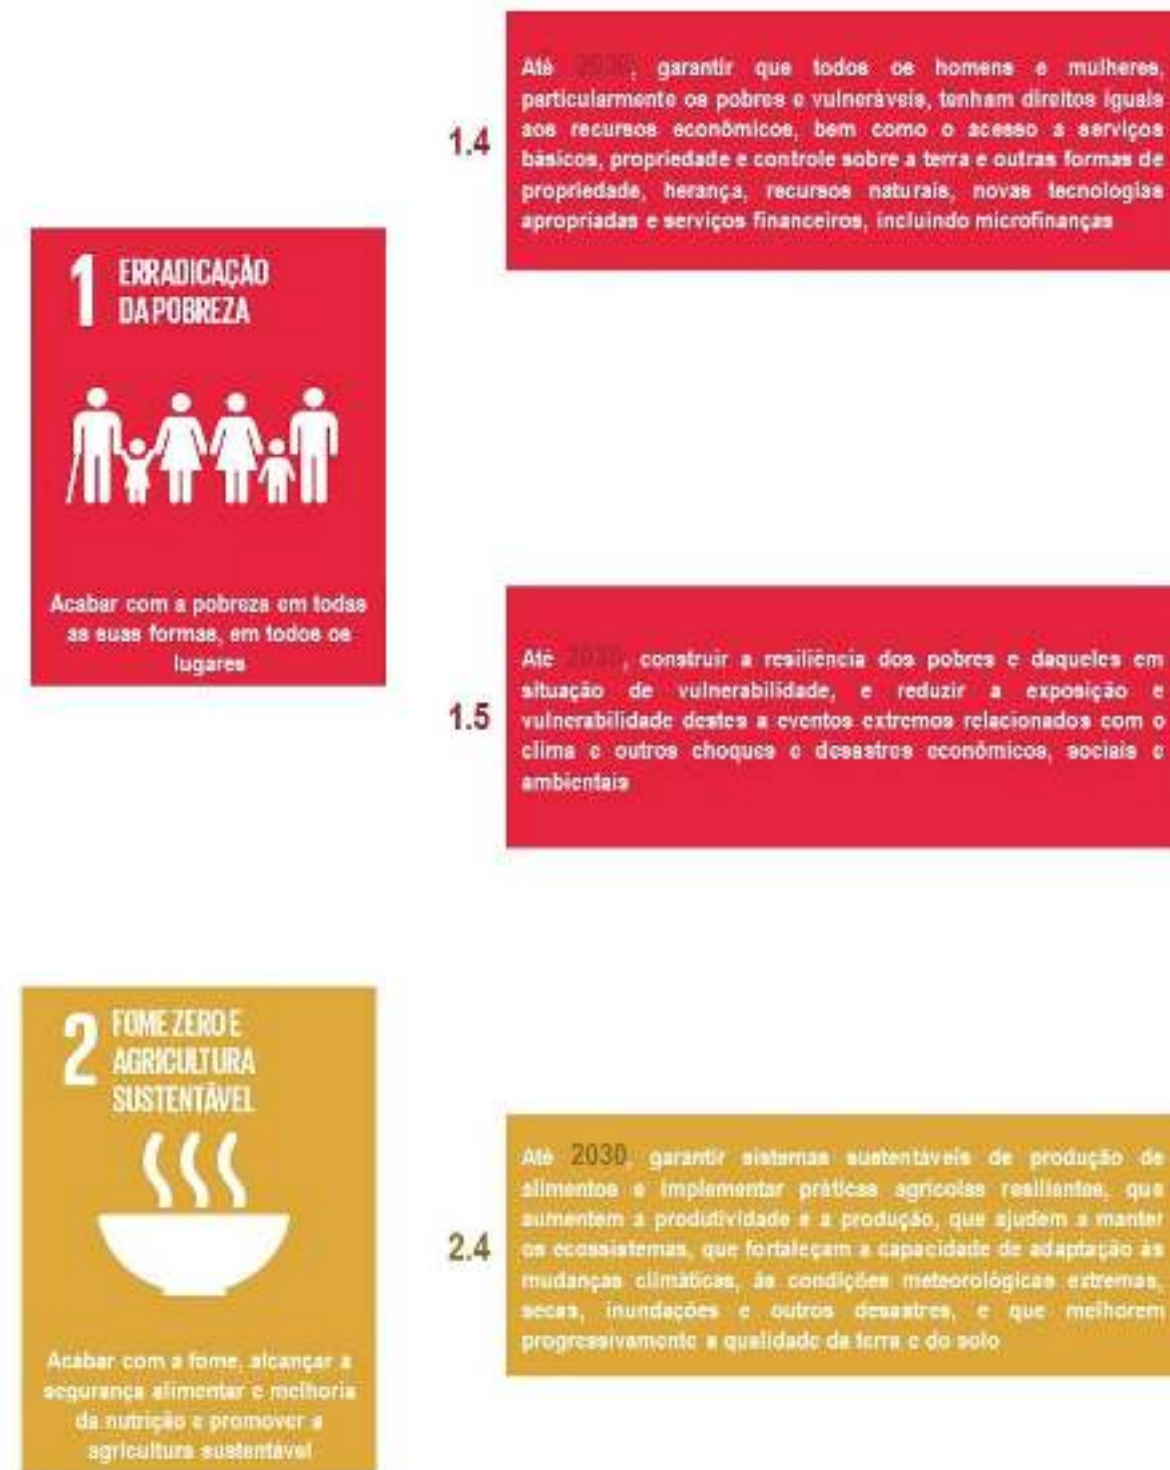 1.4
Até 2030, garantir que todos os homens e mulheres,
particularmente os pobres e vulneráveis, tenham direitos iguais
aos recursos econômicos, bem como o acesso a serviços
básicos, propriedade e controle sobre a terra e outras formas de
propriedade, herança, recursos naturais, novas tecnologias
apropriadas e serviços financeiros, incluindo microfinanças
1 ERRADICAÇÃO
DA POBREZA
Acabar com a pobreza em todas
as suas formas, em todos os
lugares
1.5
Até 2030, construir a resiliência dos pobres e daqueles em
situação de vulnerabilidade, e reduzir a exposição e
vulnerabilidade destes a eventos extremos relacionados com o
clima e outros choques e desastres econômicos, sociais e
ambientais
2 FOME ZERO E
AGRICULTURA
SUSTENTÁVEL
Acabar com a fome, alcançar a
segurança alimentar e melhoria
da nutrição e promover a
agricultura sustentável
2.4
Até 2030 garantir sistemas sustentáveis de produção de
alimentos e implementar práticas agrícolas resilientes, que
aumentem a produtividade e a produção, que ajudem a manter
os ecossistemas, que fortaleçam a capacidade de adaptação às
mudanças climáticas, às condições meteorológicas extremas,
secas, inundações e outros desastres, e que melhorem
progressivamente a qualidade da terra e do solo